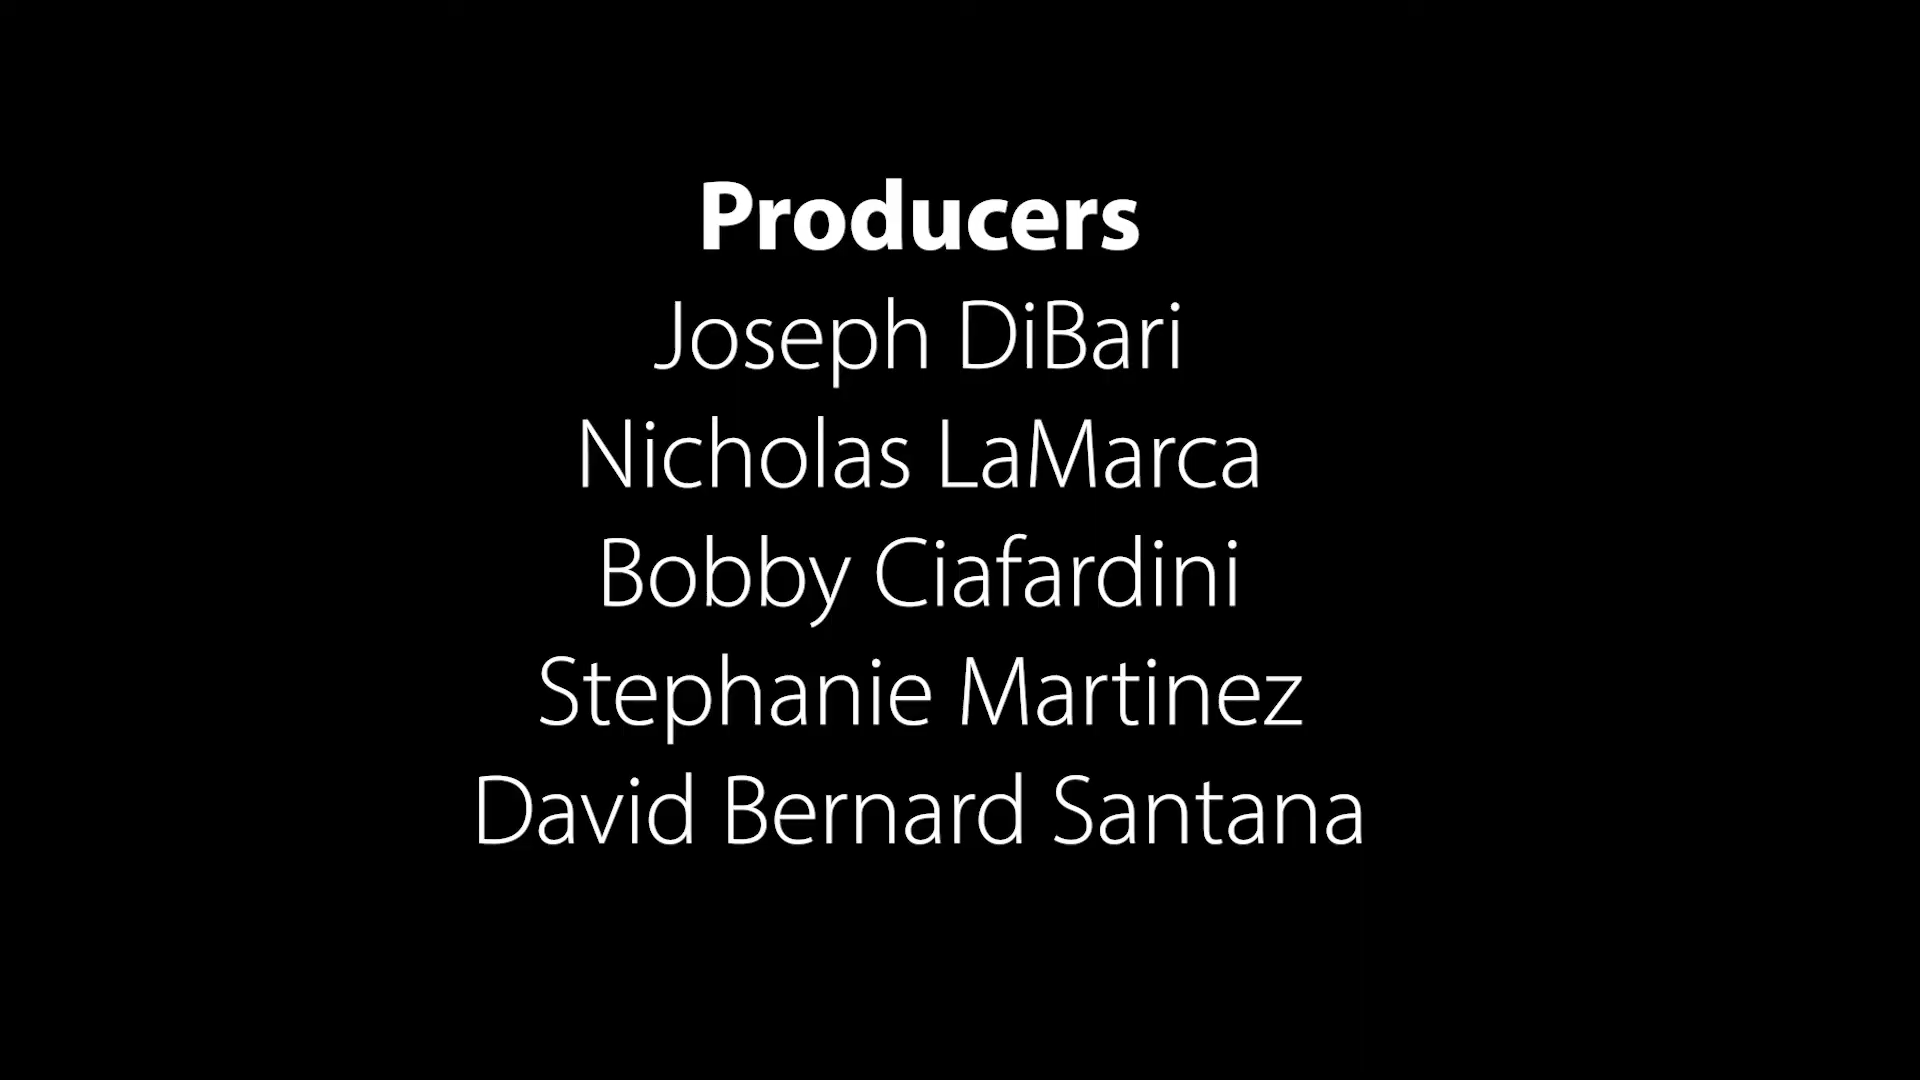 Producers
Joseph DiBari
Nicholas LaMarca
Bobby Ciafardini
Stephanie Martinez
David Bernard Santana